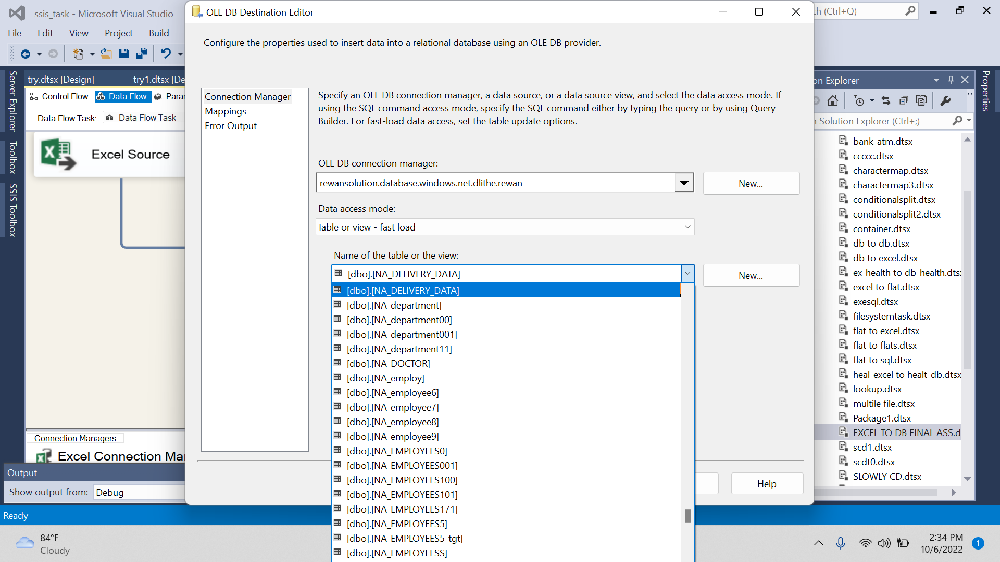 ssis_task - Microsoft Visual Studio
OLE DB Destination Editor
ch (Ctrl+Q)
File Edit View Project Build
Configure the properties used to insert data into a relational database using an OLE DB provider.
Server Explorer
Toolbox
SSIS Toolbox
try.dtsx [Design] try1.dtsx [De
Control Flow Data Flow Parar
Data Flow Task: Data Flow Task
Excel Source
Connection Managers
Excel Connection Mar
Output
Show output from: Debug
Ready
Connection Manager
Mappings
Error Output
Specify an OLE DB connection manager, a data source, or a data source view, and select the data access mode. If
using the SQL command access mode, specify the SQL command either by typing the query or by using Query
Builder. For fast-load data access, set the table update options.
OLE DB connection manager:
rewansolution.database.windows.net.dlithe.rewan
New...
Data access mode:
Table or view - fast load
Name of the table or the view:
[dbo].[NA_DELIVERY_DATA]
New...
[dbo].[NA_DELIVERY_DATA]
[dbo].[NA_department]
[dbo].[NA_department00]
[dbo].[NA_department001]
[dbo].[NA_department11]
[dbo].[NA_DOCTOR]
[dbo].[NA_employ]
[dbo].[NA_employee6]
[dbo].[NA_employee7]
[dbo].[NA_employee8]
[dbo].[NA_employee9]
[dbo].[NA_EMPLOYEES0]
[dbo].[NA_EMPLOYEES001]
[dbo].[NA_EMPLOYEES100]
[dbo].[NA_EMPLOYEES101]
[dbo].[NA_EMPLOYEES171]
[dbo].[NA_EMPLOYEES5]
[dbo].[NA_EMPLOYEES5_tgt]
[dbo].[NA_EMPLOYEESS]
Help
on Explorer
Properties
Solution Explorer (Ctrl+;)
bank_atm.dtsx
ccccc.dtsx
charactermap.dtsx
charactermap3.dtsx
conditionalsplit.dtsx
conditionalsplit2.dtsx
container.dtsx
db to db.dtsx
db to excel.dtsx
ex_health to db_health.dts
excel to flat.dtsx
exesql.dtsx
filesystemtask.dtsx
flat to excel.dtsx
flat to flats.dtsx
flat to sql.dtsx
heal_excel to healt_db.dtsx
lookup.dtsx
multile file.dtsx
Package1.dtsx
EXCEL TO DB FINAL ASS.d
scd1.dtsx
scdt0.dtsx
SLOWLY CD.dtsx
84°F
Cloudy
2:34 PM
10/6/2022
1